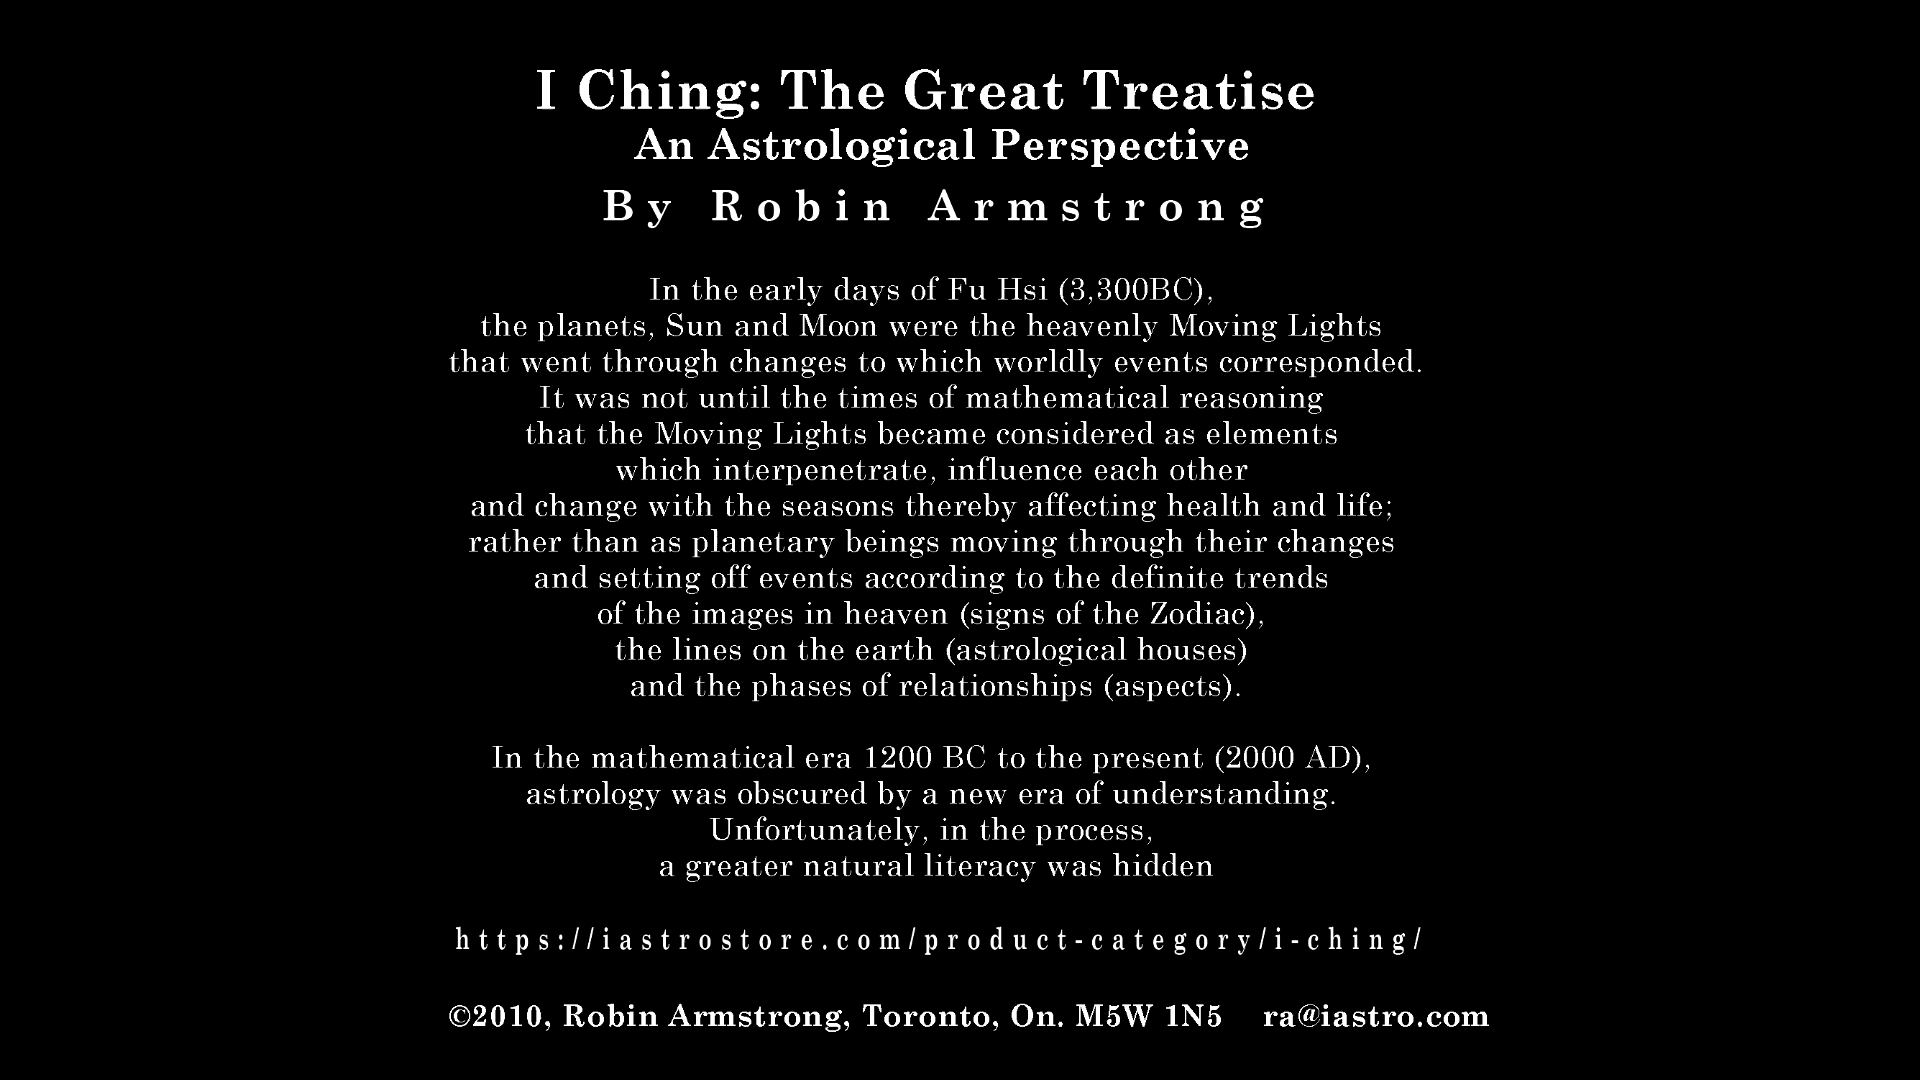 I Ching: The Great Treatise
An Astrological Perspective
By Robin Armstrong
In the early days of Fu Hsi (3,300BC),
the planets, Sun and Moon were the heavenly Moving Lights
that went through changes to which worldly events corresponded.
It was not until the times of mathematical reasoning
that the Moving Lights became considered as elements
which interpenetrate, influence each other
and change with the seasons thereby affecting health and life;
rather than as planetary beings moving through their changes
and setting off events according to the definite trends
of the images in heaven (signs of the Zodiac),
the lines on the earth (astrological houses)
and the phases of relationships (aspects).
In the mathematical era 1200 BC to the present (2000 AD),
astrology was obscured by a new era of understanding.
Unfortunately, in the process,
a greater natural literacy was hidden
https://iastrostore.com/product-category/i-ching/
©2010, Robin Armstrong, Toronto, On. M5W 1N5 ra@iastro.com